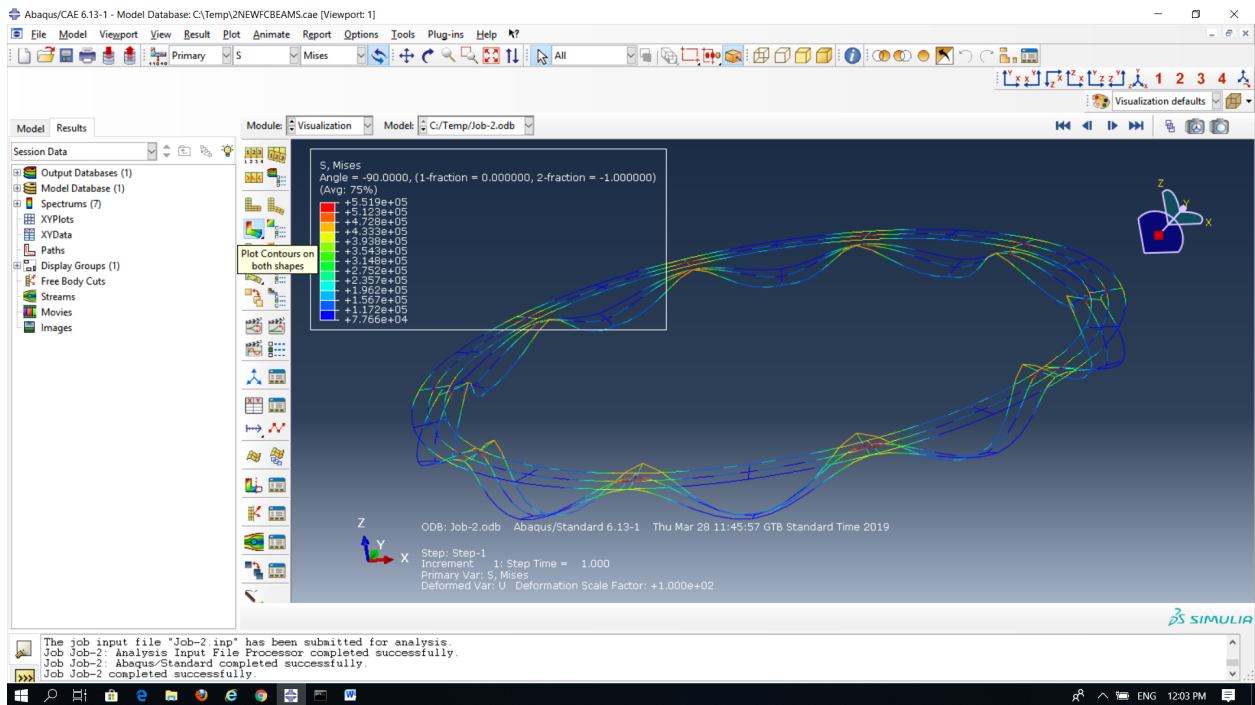 Abaqus/CAE 6.13-1 - Model Database: C:\Temp\2NEWFCBEAMS.cae [Viewport: 1]
File Model Viewport View Result Plot Animate Report Options Tools Plug-ins Help
Primary S Mises All
1 2 3 4
Visualization defaults
Model Results
Module: Visualization Model: C:/Temp/Job-2.odb
Session Data
Output Databases (1)
Model Database (1)
Spectrums (7)
XYPlots
XYData
Paths
Display Groups (1)
Free Body Cuts
Streams
Movies
Images
Plot Contours on
both shapes
S, Mises
Angle = -90.0000, (1-fraction = 0.000000, 2-fraction = -1.000000)
(Avg: 75%)
+5.519e+05
+5.123e+05
+4.728e+05
+4.333e+05
+3.938e+05
+3.543e+05
+3.148e+05
+2.752e+05
+2.357e+05
+1.962e+05
+1.567e+05
+1.172e+05
+7.766e+04
Z
Y
X
Z
Y
X
ODB: Job-2.odb Abaqus/Standard 6.13-1 Thu Mar 28 11:45:57 GTB Standard Time 2019
Step: Step-1
Increment 1: Step Time = 1.000
Primary Var: S, Mises
Deformed Var: U Deformation Scale Factor: +1.000e+02
SIMULIA
The job input file "Job-2.inp" has been submitted for analysis.
Job Job-2: Analysis Input File Processor completed successfully.
Job Job-2: Abaqus/Standard completed successfully.
Job Job-2 completed successfully.
ENG 12:03 PM